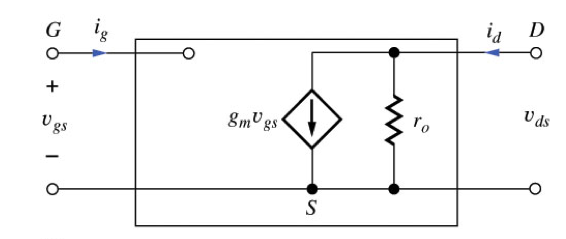 G i_g i_d D
+
v_gs g_m v_gs r_o v_ds
−
S